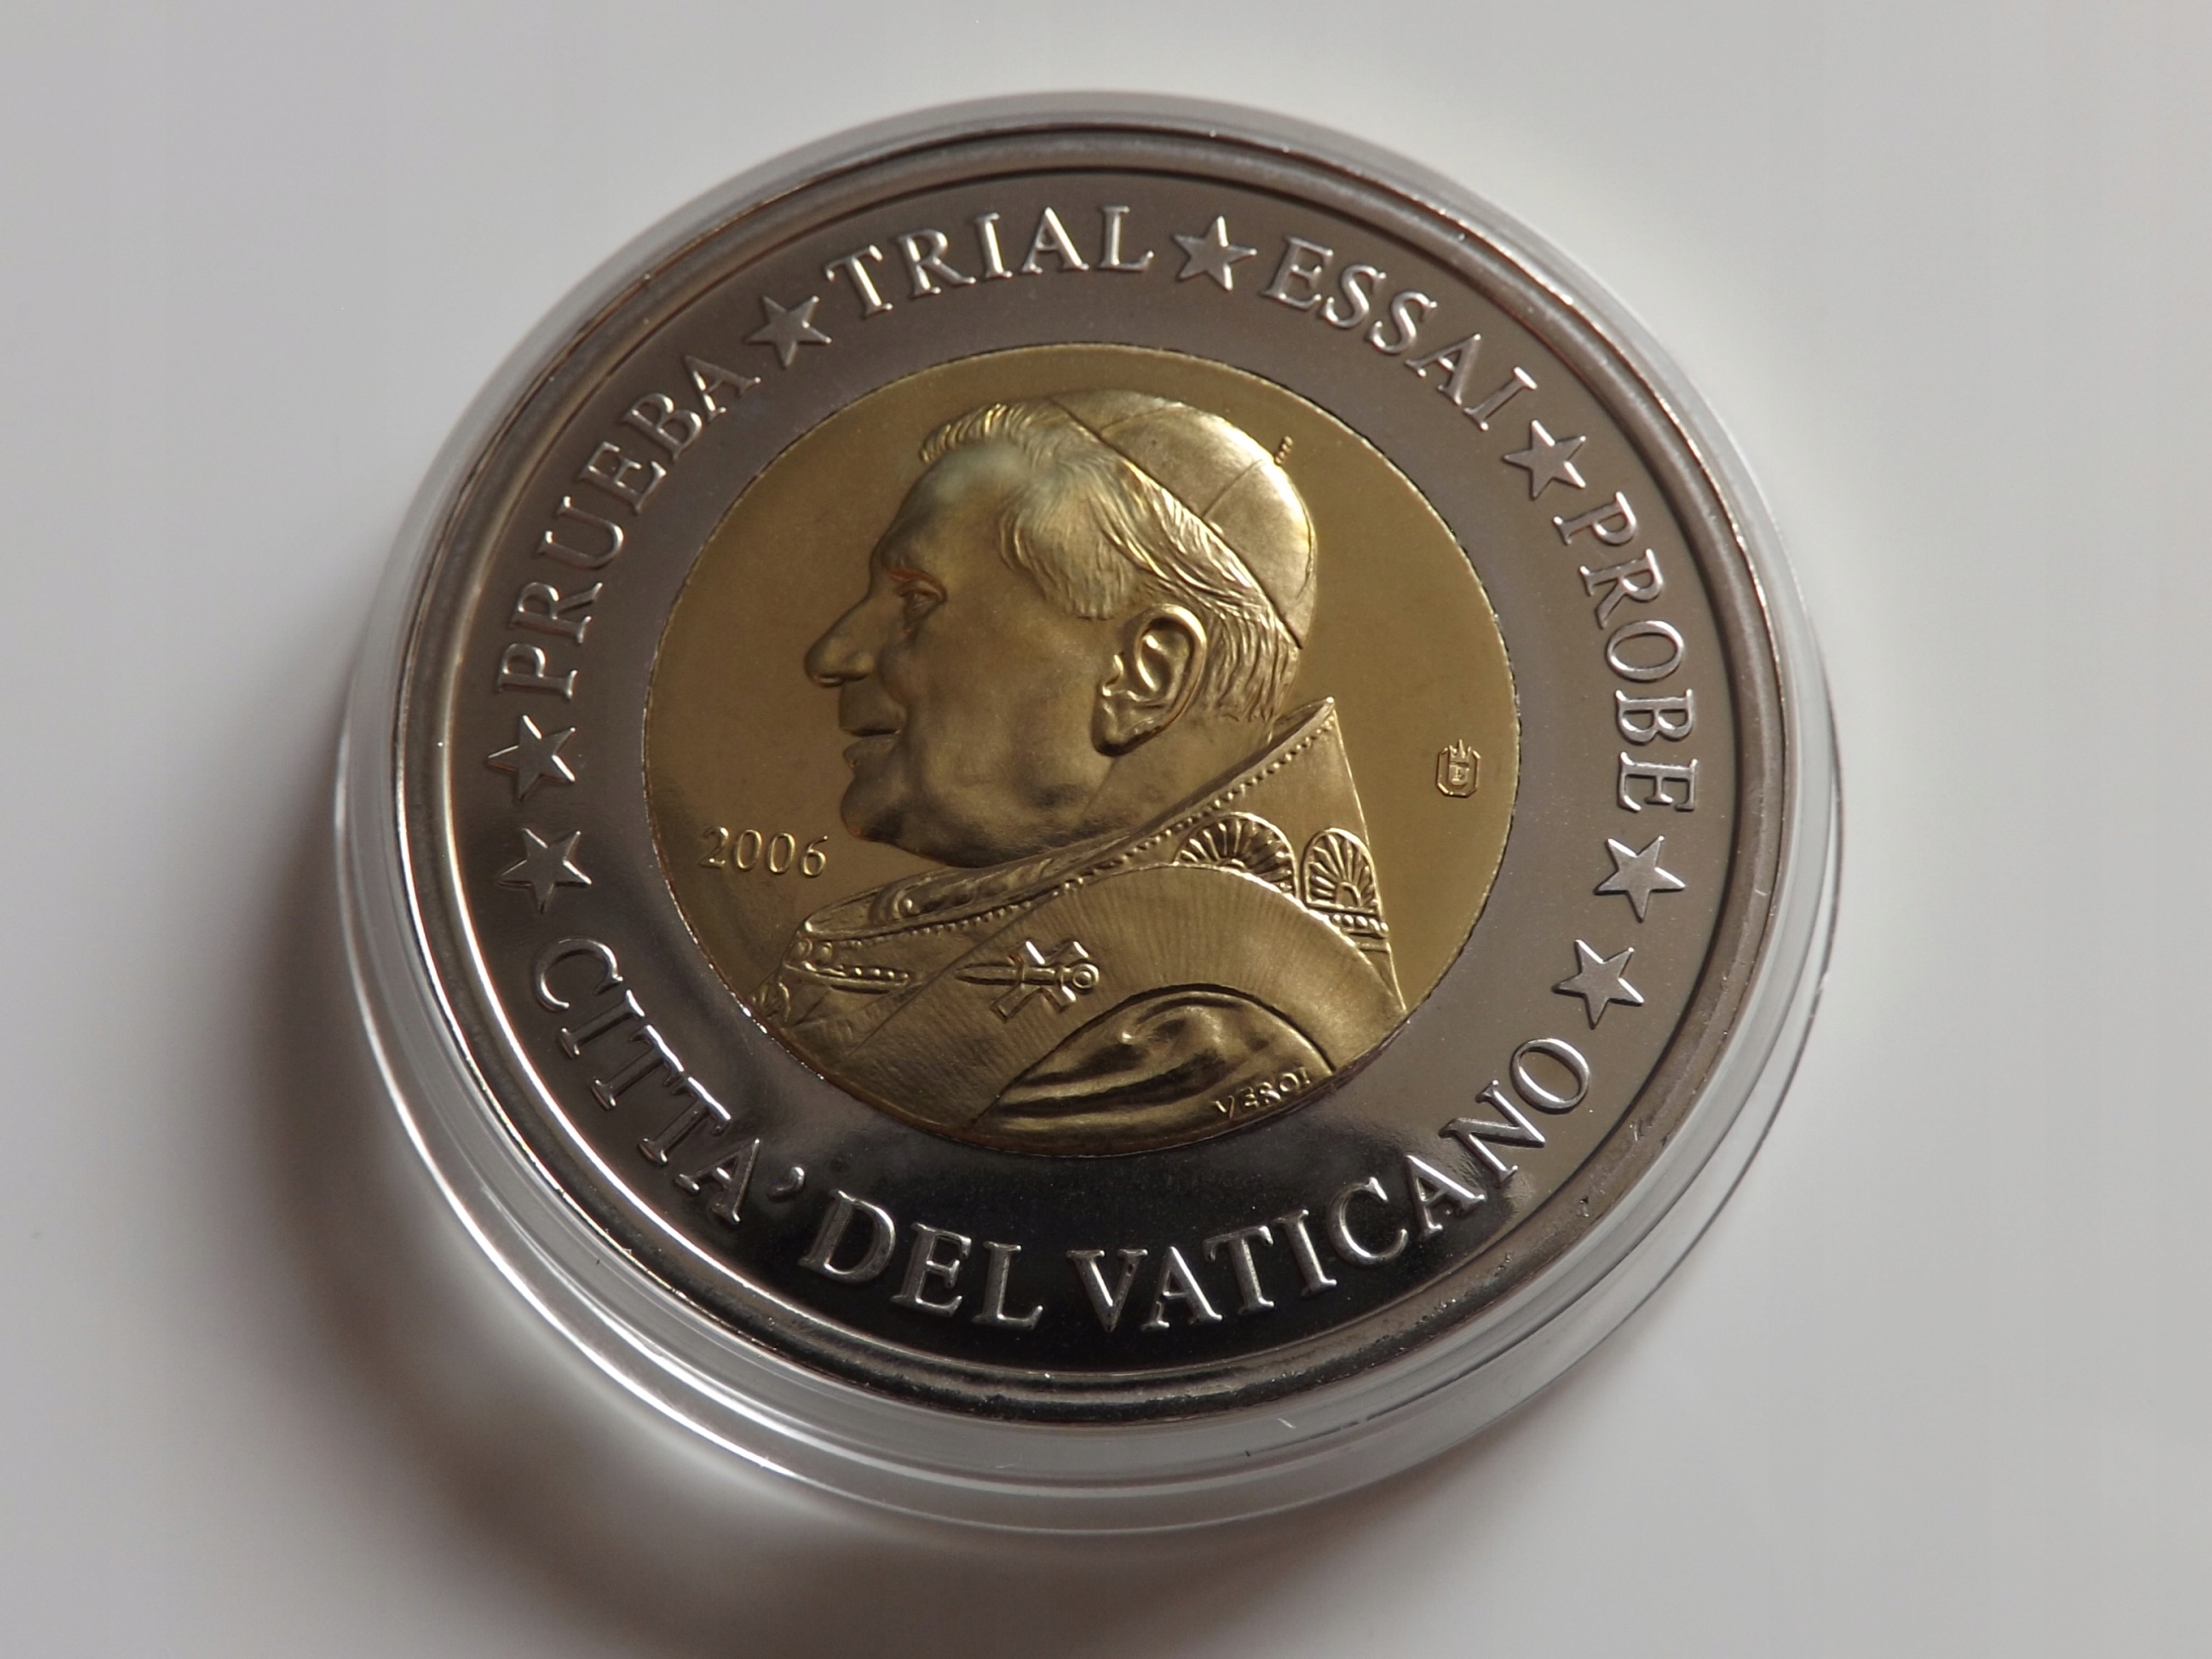 PRUEBA ★ TRIAL ★ ESSAI ★ PROBE
2006
VEROI
CITTA' DEL VATICANO